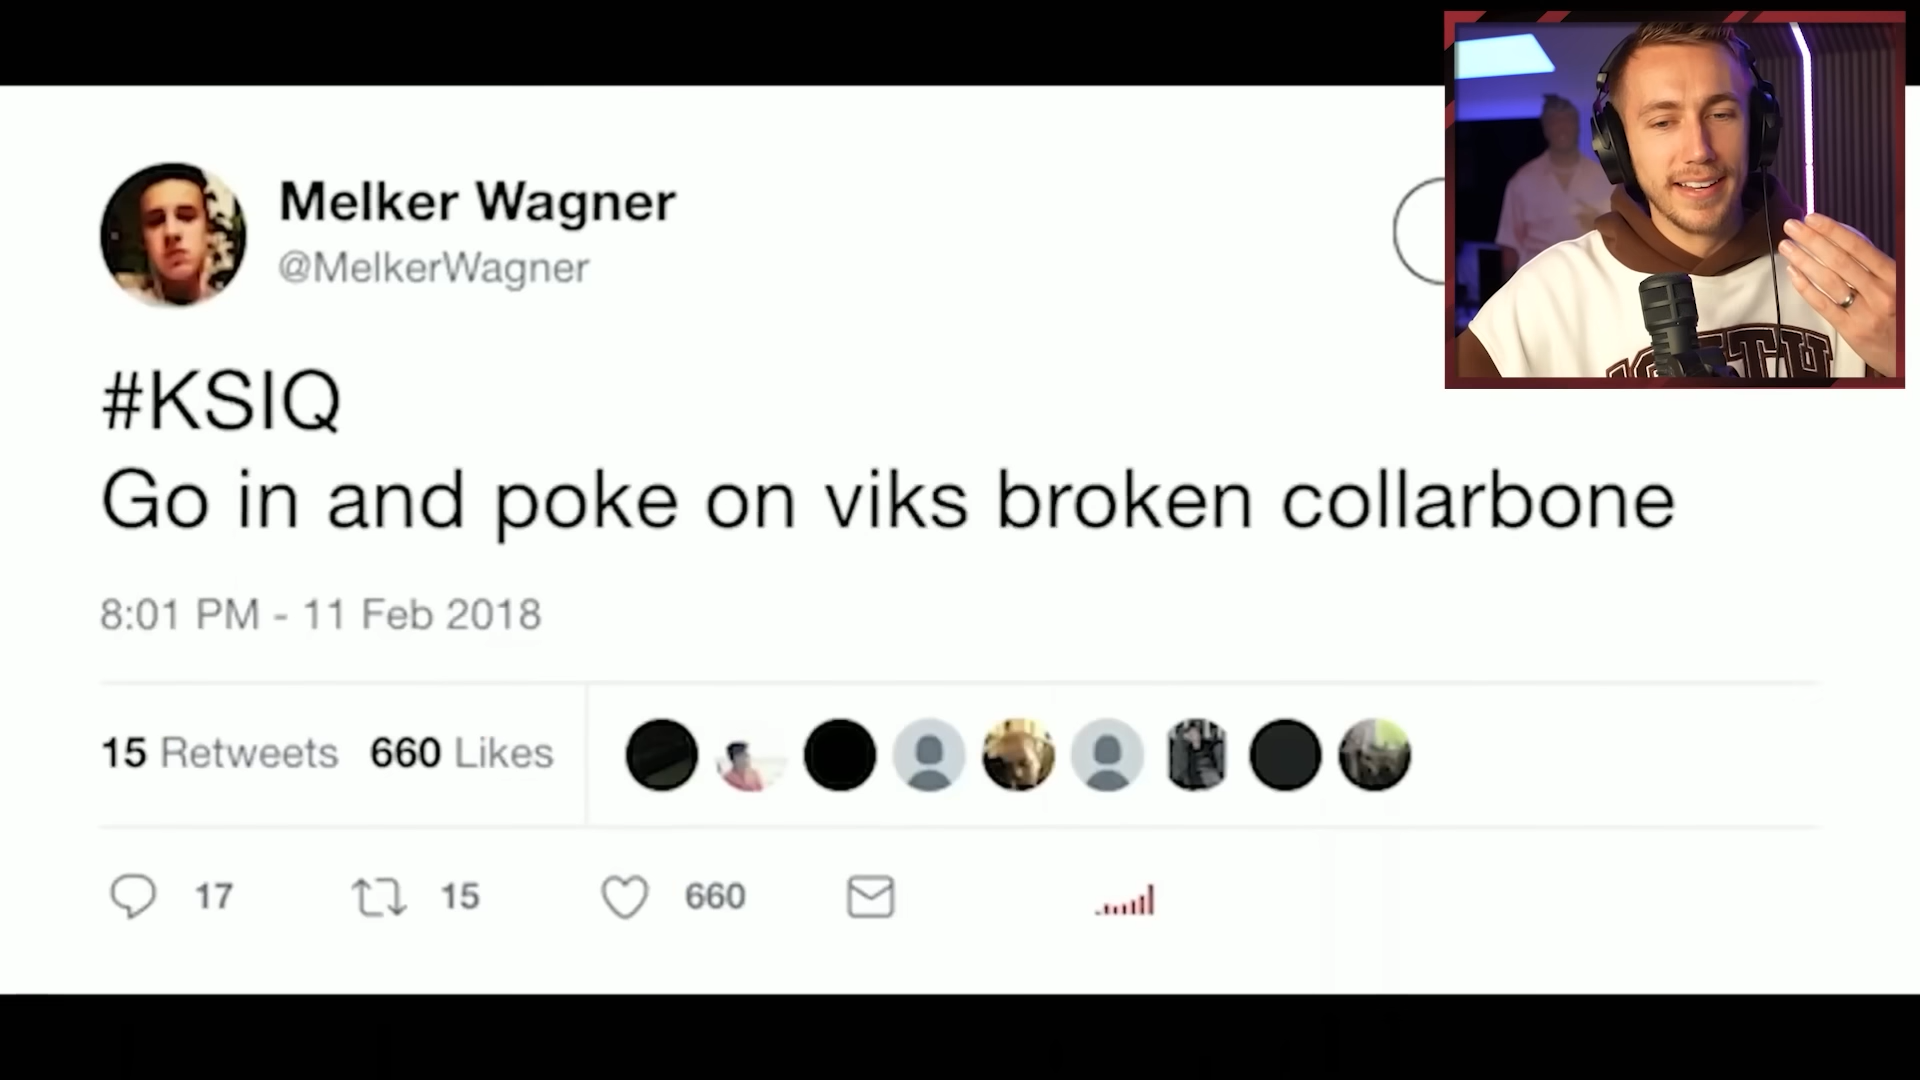 Melker Wagner
@MelkerWagner
#KSIQ
Go in and poke on viks broken collarbone
8:01 PM - 11 Feb 2018
15 Retweets 660 Likes
17 15 660